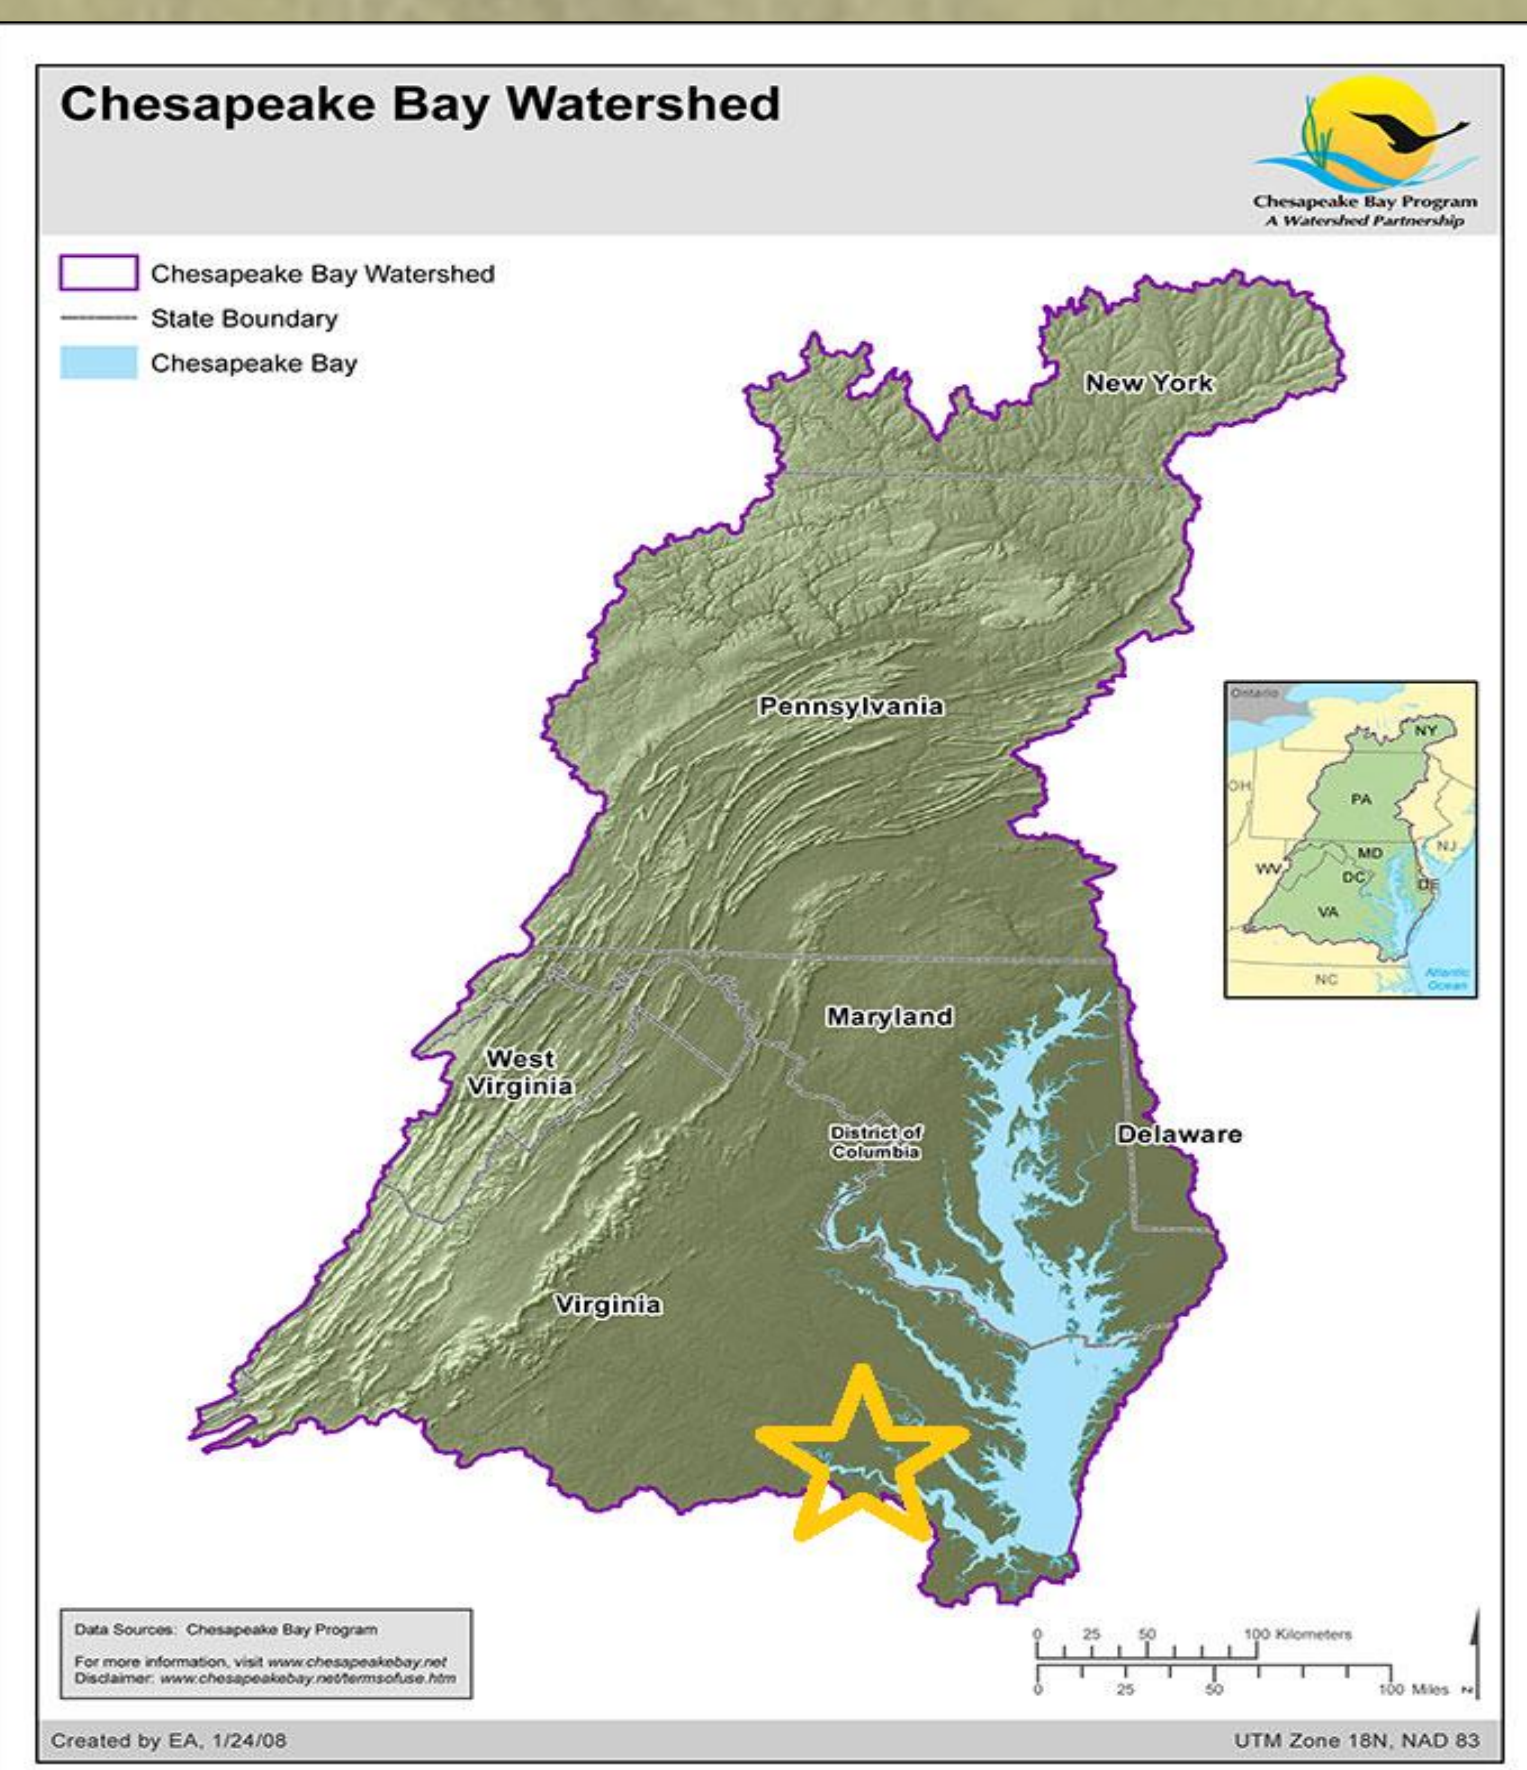 Chesapeake Bay Watershed
Chesapeake Bay Program
A Watershed Partnership
Chesapeake Bay Watershed
State Boundary
Chesapeake Bay
New York
Pennsylvania
Ontario
NY
OH
PA
NJ
MD
WV
DC
DE
VA
NC
Atlantic
Ocean
Maryland
West
Virginia
District of
Columbia
Delaware
Virginia
Data Sources: Chesapeake Bay Program
For more information, visit www.chesapeakebay.net
Disclaimer: www.chesapeakebay.net/termsofuse.htm
0 25 50 100 Kilometers
0 25 50 100 Miles
N
Created by EA, 1/24/08
UTM Zone 18N, NAD 83